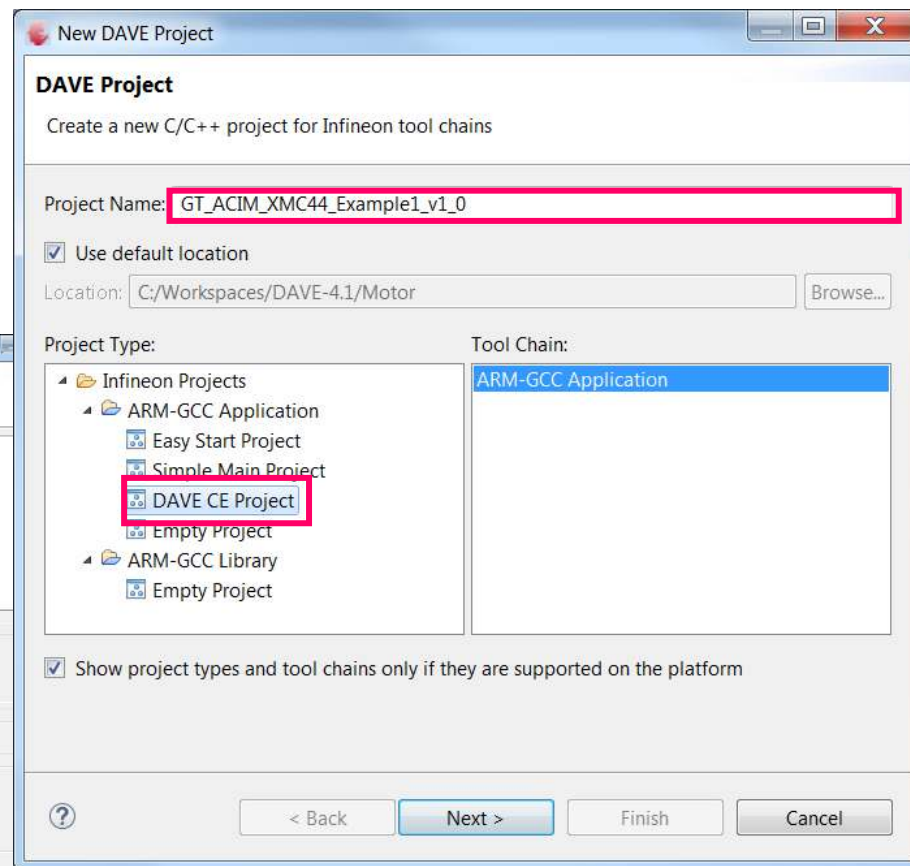 New DAVE Project
X
DAVE Project
Create a new C/C++ project for Infineon tool chains
Project Name: GT_ACIM_XMC44_Example1_v1_0
Use default location
Location: C:/Workspaces/DAVE-4.1/Motor Browse...
Project Type: Tool Chain:
Infineon Projects ARM-GCC Application
ARM-GCC Application
Easy Start Project
Simple Main Project
DAVE CE Project
Empty Project
ARM-GCC Library
Empty Project
Show project types and tool chains only if they are supported on the platform
? < Back Next > Finish Cancel